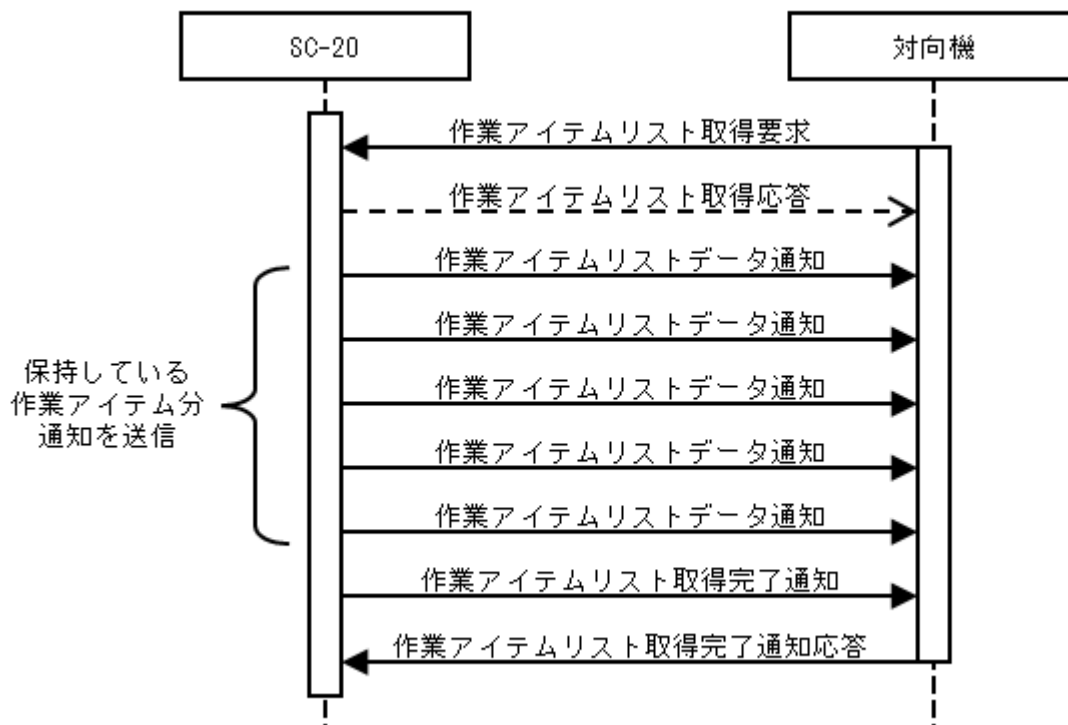 SC-20
対向機
作業アイテムリスト取得要求
作業アイテムリスト取得応答
作業アイテムリストデータ通知
作業アイテムリストデータ通知
作業アイテムリストデータ通知
作業アイテムリストデータ通知
作業アイテムリストデータ通知
保持している
作業アイテム分
通知を送信
作業アイテムリスト取得完了通知
作業アイテムリスト取得完了通知応答